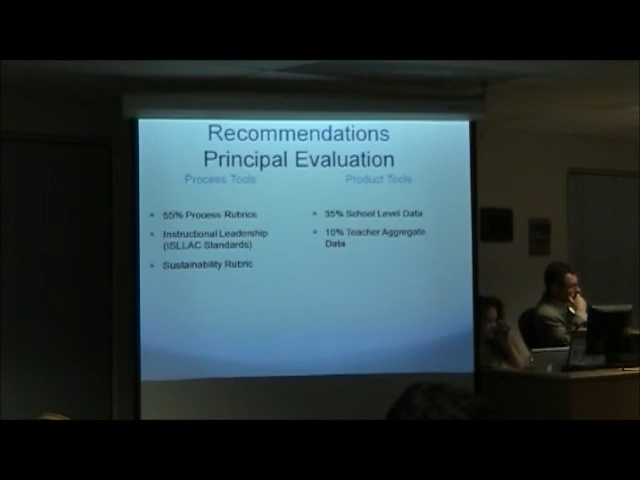 Recommendations
Principal Evaluation
Process Tools
Product Tools
55% Process Rubrics
Instructional Leadership
(ISLLAC Standards)
Sustainability Rubric
35% School Level Data
10% Teacher Aggregate
Data